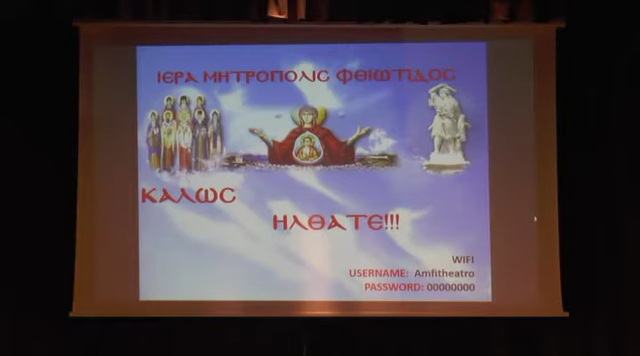 ΙΕΡΑ ΜΗΤΡΟΠΟΛΙΣ ΦΘΙΩΤΙΔΟΣ
ΚΑΛΩΣ
ΗΛΘΑΤΕ!!!
WIFI
USERNAME: Amfitheatro
PASSWORD: 00000000